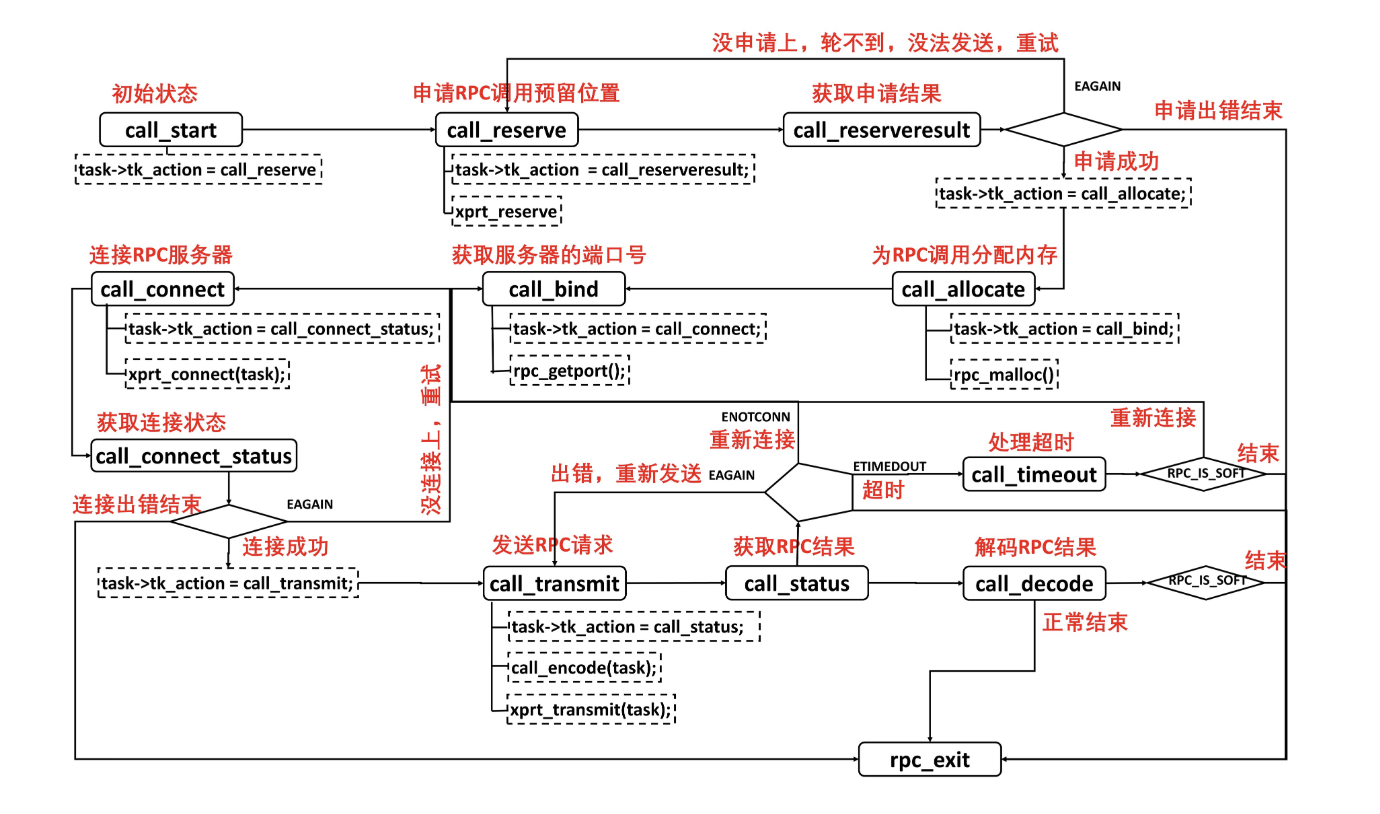 没申请上，轮不到，没法发送，重试
EAGAIN
初始状态
申请RPC调用预留位置
获取申请结果
申请出错结束
call_start
call_reserve
call_reserveresult
task->tk_action = call_reserve
task->tk_action  = call_reserveresult;
xprt_reserve
申请成功
task->tk_action = call_allocate;
连接RPC服务器
获取服务器的端口号
为RPC调用分配内存
call_connect
call_bind
call_allocate
task->tk_action = call_connect_status;
task->tk_action = call_connect;
task->tk_action = call_bind;
xprt_connect(task);
rpc_getport();
rpc_malloc()
没连接上，重试
获取连接状态
call_connect_status
ENOTCONN
重新连接
重新连接
处理超时
结束
出错，重新发送
EAGAIN
ETIMEDOUT
超时
call_timeout
RPC_IS_SOFT
连接出错结束
EAGAIN
连接成功
task->tk_action = call_transmit;
发送RPC请求
获取RPC结果
解码RPC结果
结束
call_transmit
call_status
call_decode
RPC_IS_SOFT
task->tk_action = call_status;
call_encode(task);
xprt_transmit(task);
正常结束
rpc_exit